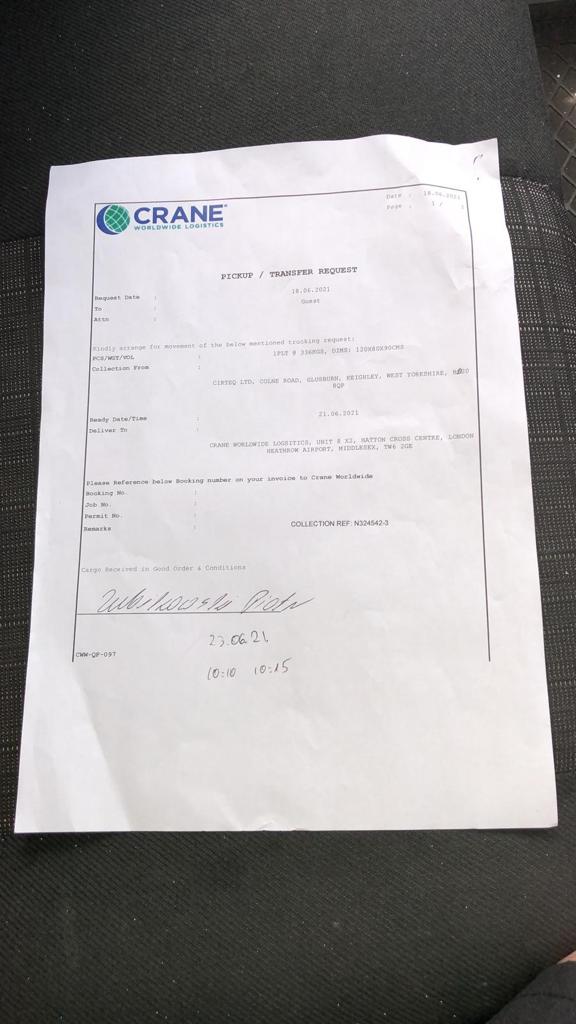 Date : 18.06.2021
Page : 1 /
CRANE
WORLDWIDE LOGISTICS
PICKUP / TRANSFER REQUEST
Request Date : 18.06.2021
To : Guest
Attn :
Kindly arrange for movement of the below mentioned trucking request:
PCS/WGT/VOL : 1PLT @ 336KGS, DIMS: 120X80X90CMS
Collection From :
CIRTEQ LTD, COLNE ROAD, GLUSBURN, KEIGHLEY, WEST YORKSHIRE,
8QP
Ready Date/Time : 21.06.2021
Deliver To :
CRANE WORLDWIDE LOGSITICS, UNIT 8 X2, HATTON CROSS CENTRE, LONDON
HEATHROW AIRPORT, MIDDLESEX, TW6 2GE
Please Reference below Booking number on your invoice to Crane Worldwide
Booking No. :
Job No. :
Permit No. :
Remarks : COLLECTION REF: N324542-3
Cargo Received in Good Order & Conditions
Piotr
23.06.21
CWW-OP-097
10:10 10:15